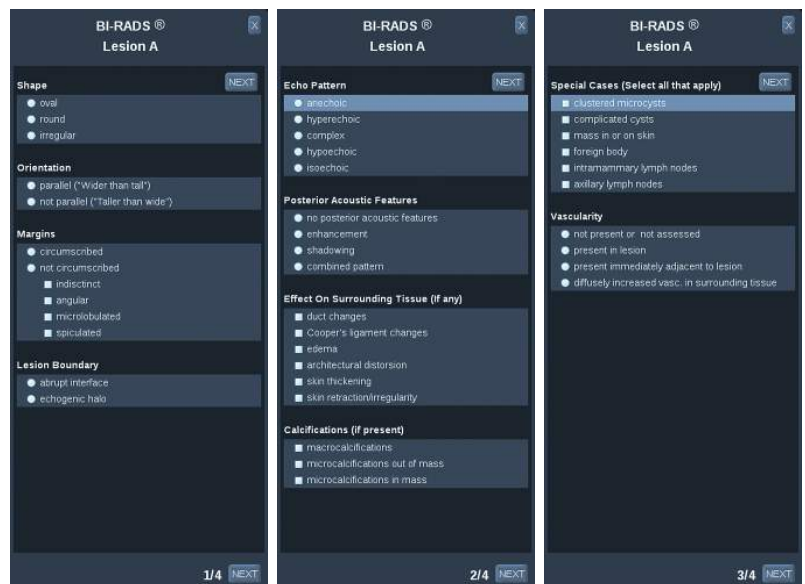 BI-RADS ®
X
Lesion A
NEXT
Shape
oval
round
irregular
Orientation
parallel ("Wider than tall")
not parallel ("Taller than wide")
Margins
circumscribed
not circumscribed
indisctinct
angular
microlobulated
spiculated
Lesion Boundary
abrupt interface
echogenic halo
1/4 NEXT
BI-RADS ®
X
Lesion A
NEXT
Echo Pattern
anechoic
hyperechoic
complex
hypoechoic
isoechoic
Posterior Acoustic Features
no posterior acoustic features
enhancement
shadowing
combined pattern
Effect On Surrounding Tissue (If any)
duct changes
Cooper's ligament changes
edema
architectural distorsion
skin thickening
skin retraction/irregularity
Calcifications (if present)
macrocalcifications
microcalcifications out of mass
microcalcifications in mass
2/4 NEXT
BI-RADS ®
X
Lesion A
Special Cases (Select all that apply) NEXT
clustered microcysts
complicated cysts
mass in or on skin
foreign body
intramammary lymph nodes
axillary lymph nodes
Vascularity
not present or not assessed
present in lesion
present immediately adjacent to lesion
diffusely increased vasc. in surrounding tissue
3/4 NEXT